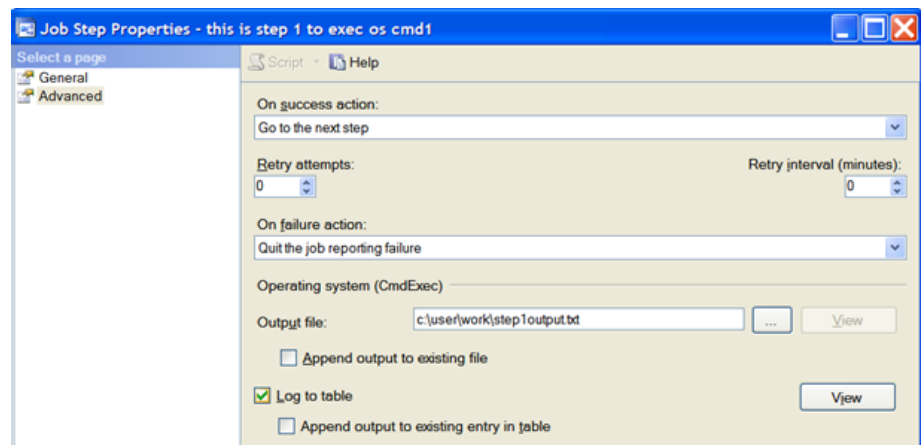 Job Step Properties - this is step 1 to exec os cmd1
Select a page
General
Advanced
Script
Help
On success action:
Go to the next step
Retry attempts:
Retry interval (minutes):
0
0
On failure action:
Quit the job reporting failure
Operating system (CmdExec)
Output file:
c:\user\work\step1output.txt
...
View
Append output to existing file
Log to table
View
Append output to existing entry in table